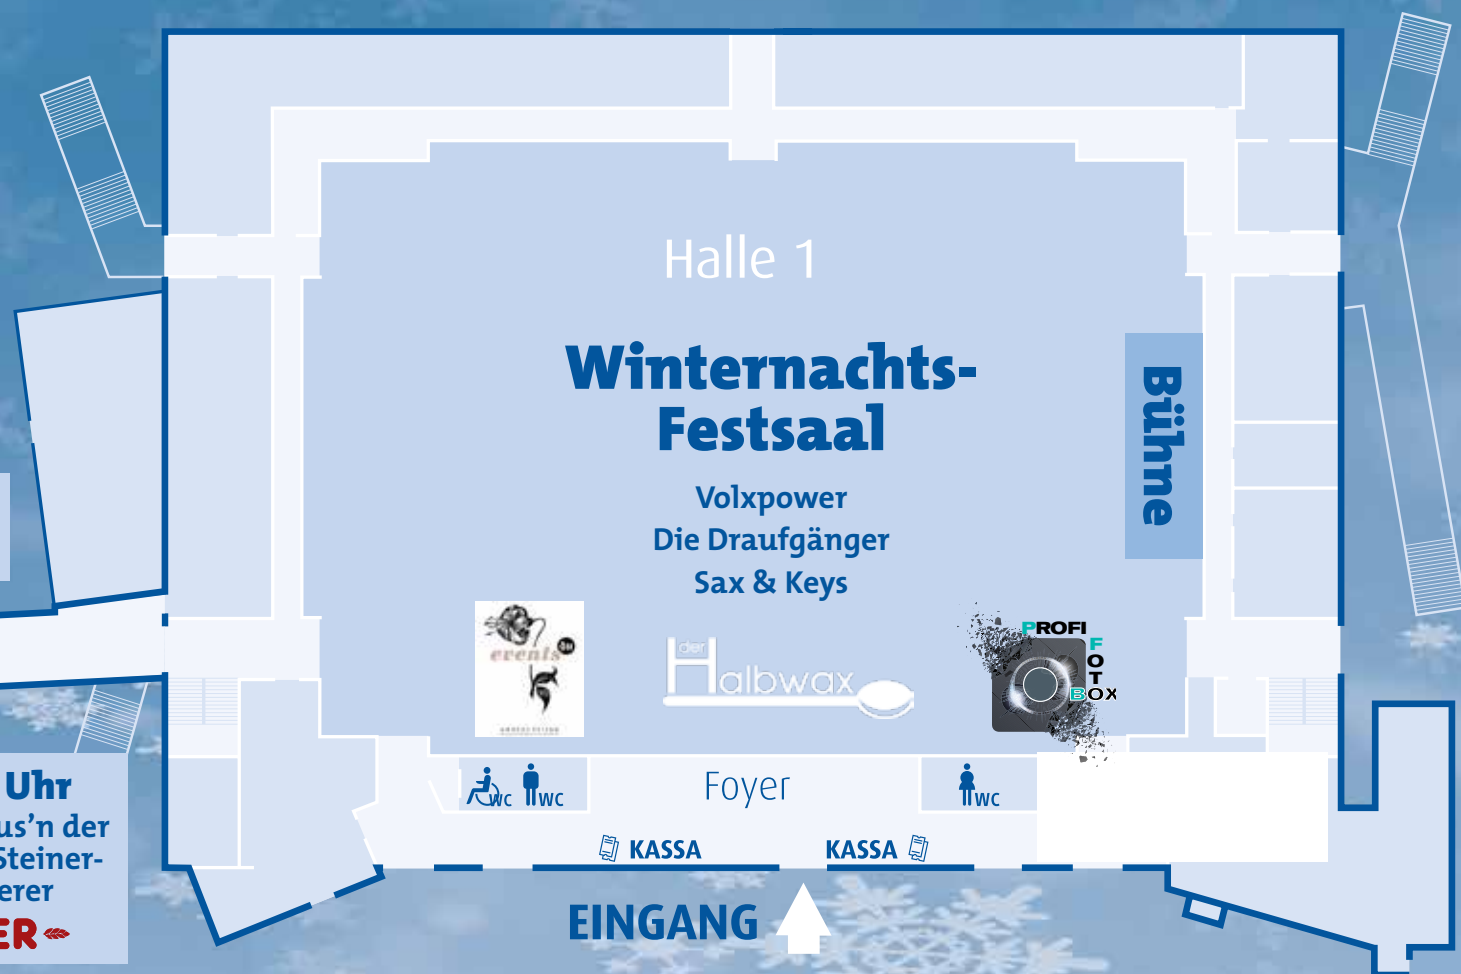 Halle 1
Winternachts-
Festsaal
Volxpower
Die Draufgänger
Sax & Keys
Bühne
events
der
Halbwax
PROFI
FOTO
BOX
WC
WC
Foyer
WC
KASSA
KASSA
EINGANG
Uhr
us’n der
Steiner-
erer
ER